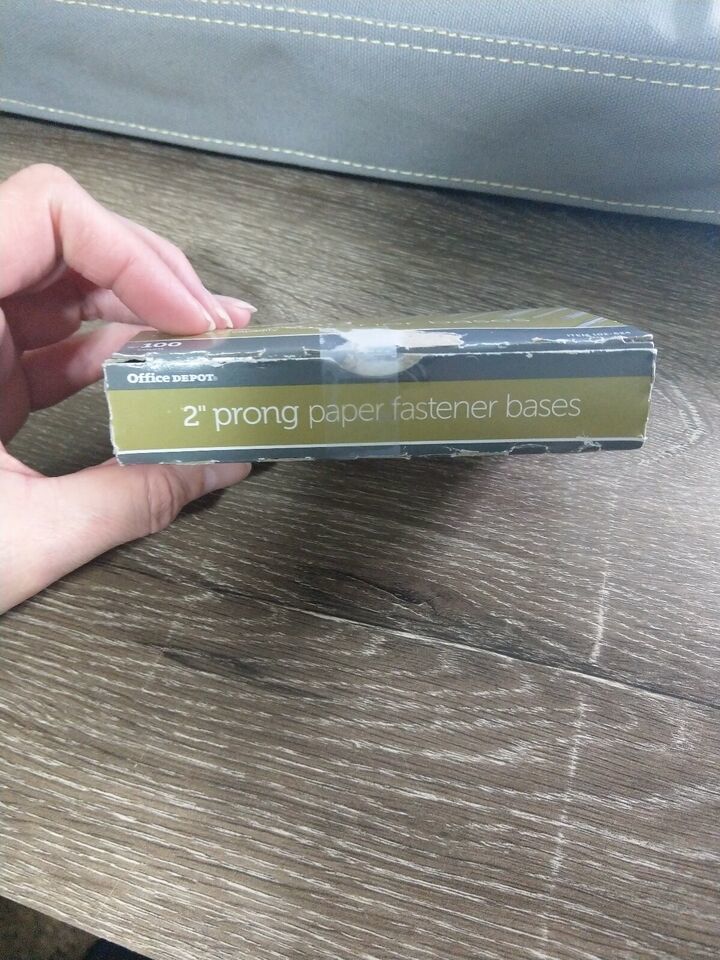 100
Office DEPOT®
2" prong paper fastener bases